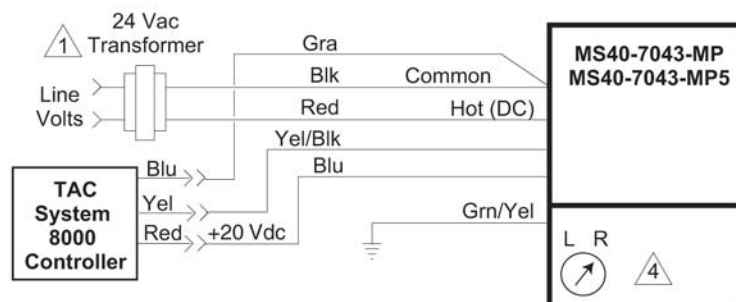 1
24 Vac
Transformer
Line
Volts
Gra
Blk Common
Red Hot (DC)
Yel/Blk
Blu
Blu
Yel
Red +20 Vdc
Grn/Yel
TAC
System
8000
Controller
MS40-7043-MP
MS40-7043-MP5
L R
4